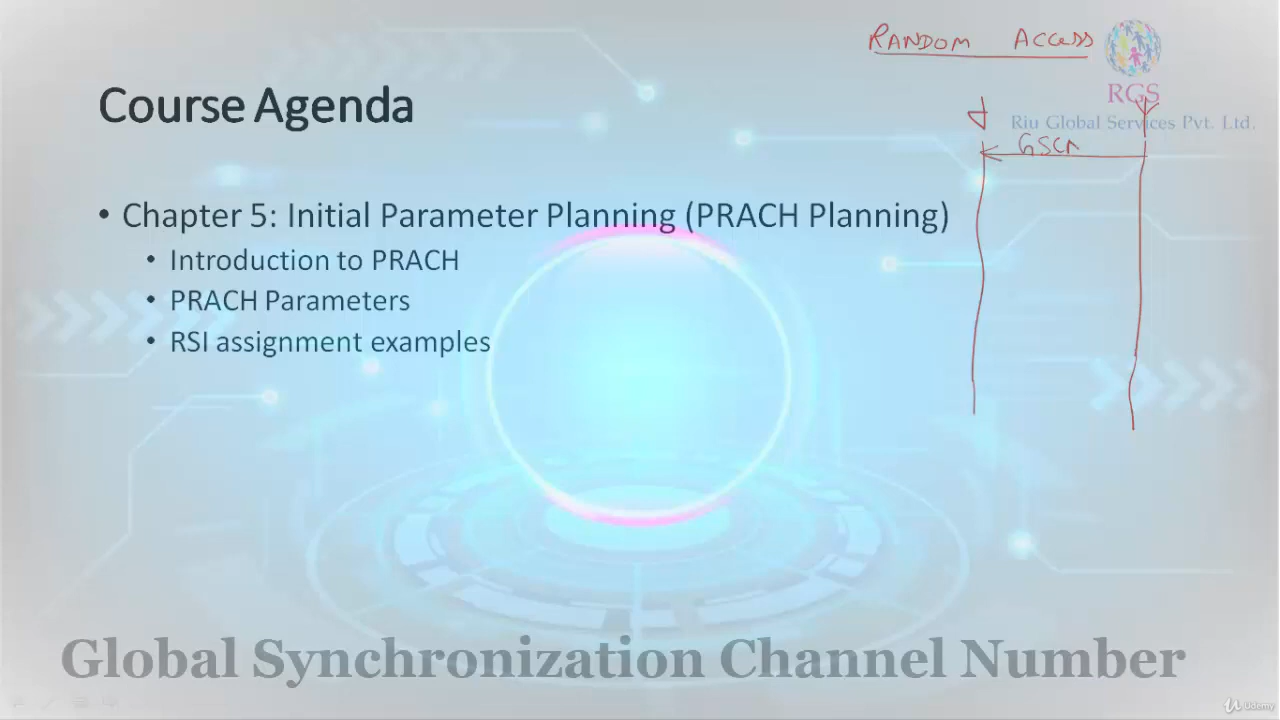 RANDOM ACCESS
Course Agenda
RGS
Riu Global Services Pvt. Ltd.
GSCN
• Chapter 5: Initial Parameter Planning (PRACH Planning)
• Introduction to PRACH
• PRACH Parameters
• RSI assignment examples
Global Synchronization Channel Number
Udemy